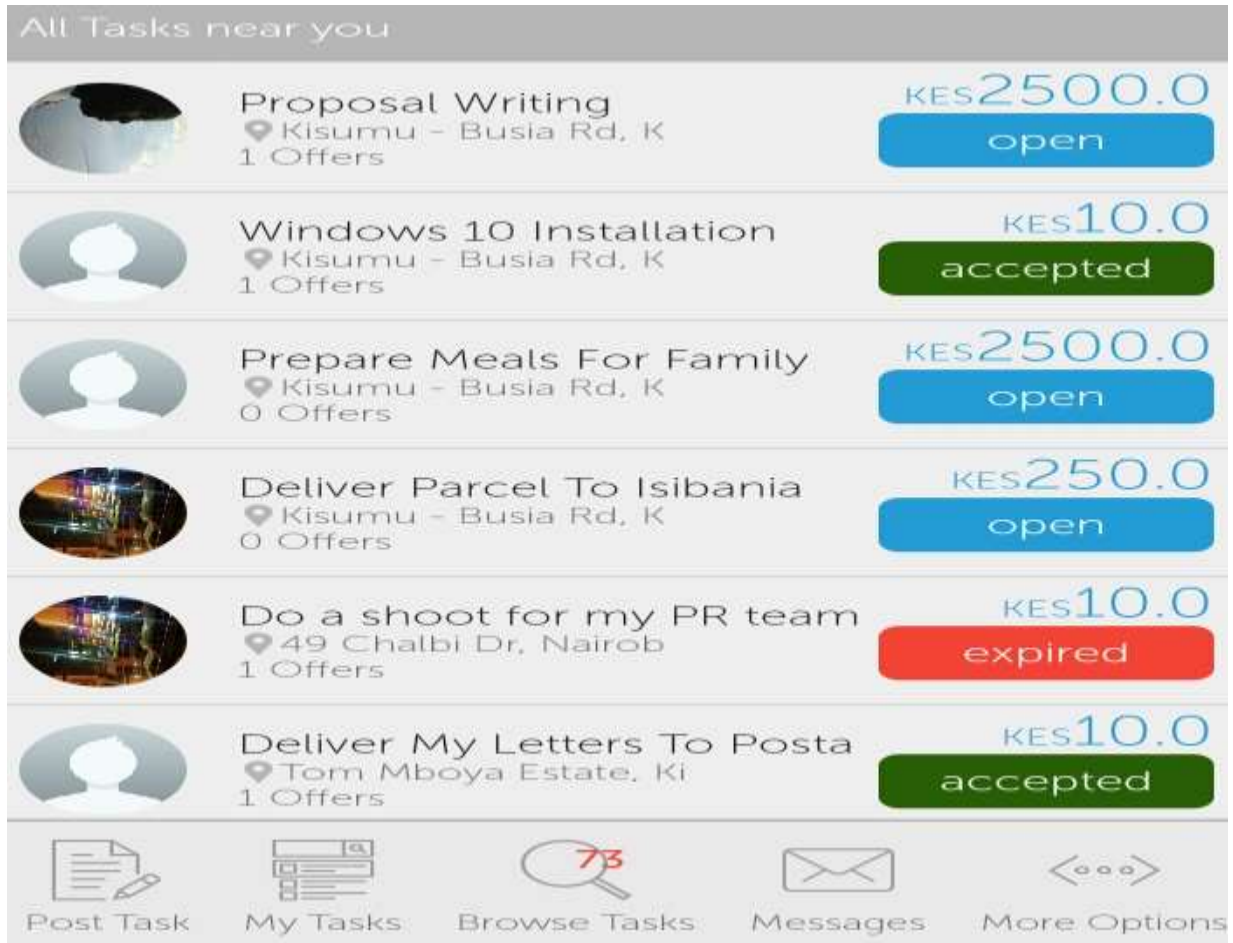 All Tasks near you
Proposal Writing
KES2500.0
Kisumu - Busia Rd, K
1 Offers
open
Windows 10 Installation
KES10.0
Kisumu - Busia Rd, K
1 Offers
accepted
Prepare Meals For Family
KES2500.0
Kisumu - Busia Rd, K
0 Offers
open
Deliver Parcel To Isibania
KES250.0
Kisumu - Busia Rd, K
0 Offers
open
Do a shoot for my PR team
KES10.0
49 Chalbi Dr, Nairob
1 Offers
expired
Deliver My Letters To Posta
KES10.0
Tom Mboya Estate, Ki
1 Offers
accepted
73
Post Task
My Tasks
Browse Tasks
Messages
More Options